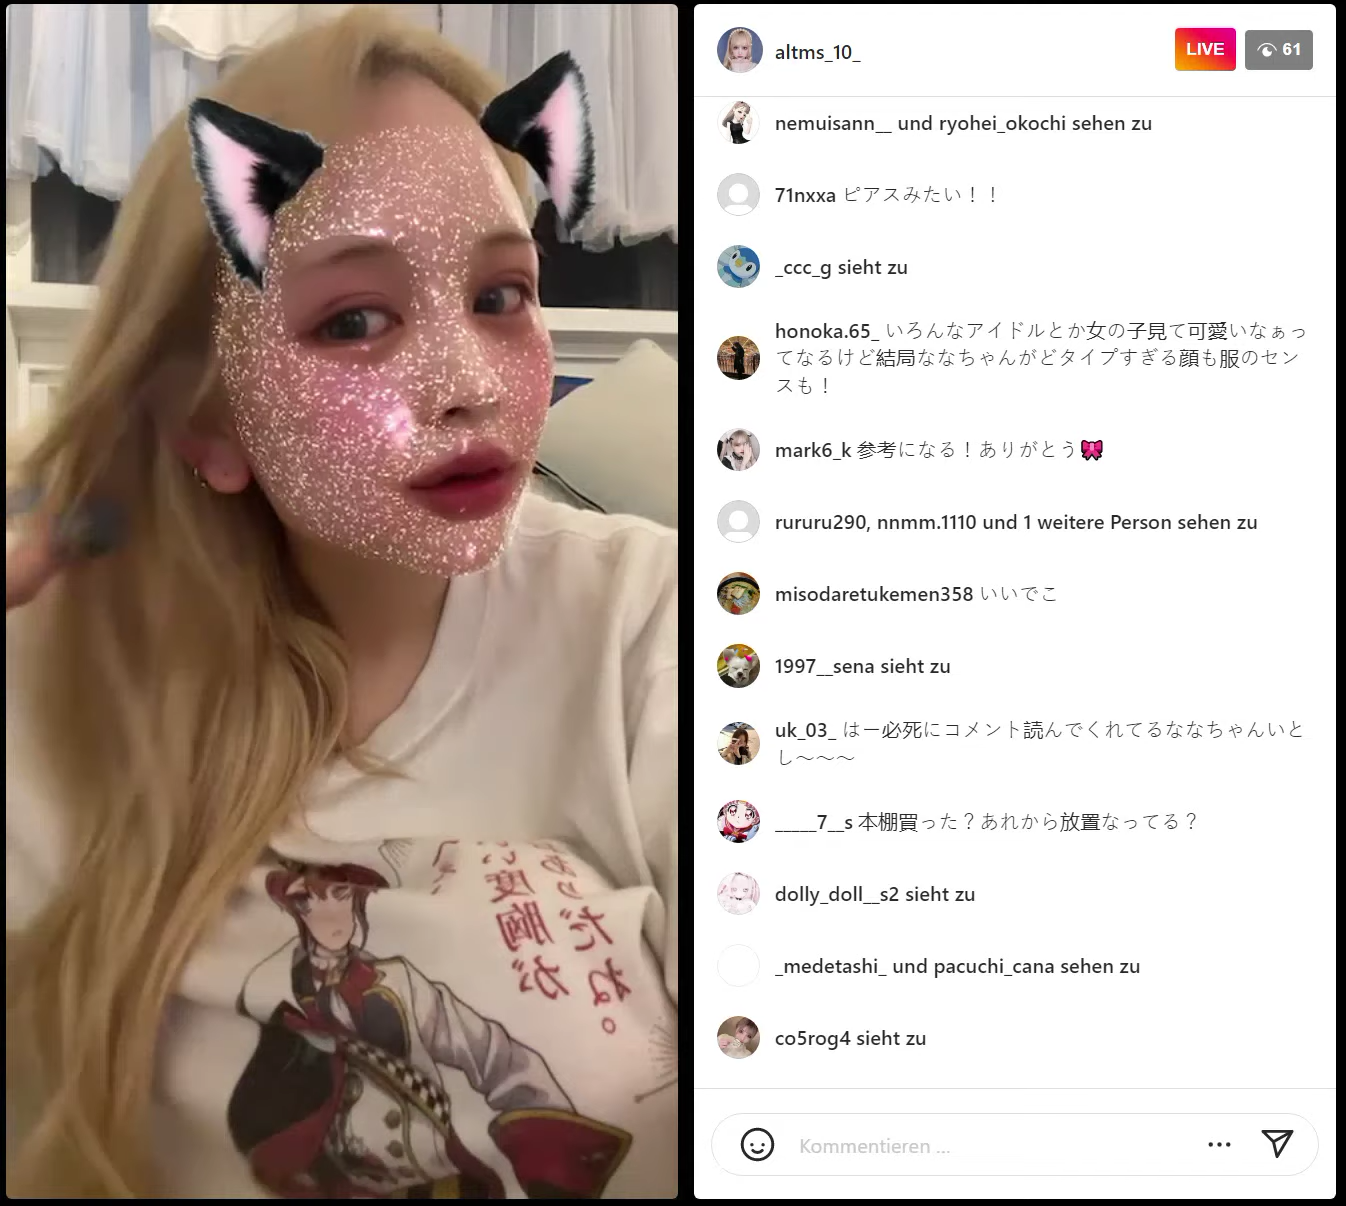 altms_10_
LIVE
61
nemuisann__ und ryohei_okochi sehen zu
71nxxa ピアスみたい！！
_ccc_g sieht zu
honoka.65_ いろんなアイドルとか女の子見て可愛いなぁっ
てなるけど結局ななちゃんがどタイプすぎる顔も服のセン
スも！
mark6_k 参考になる！ありがとう🎀
rururu290, nnmm.1110 und 1 weitere Person sehen zu
misodaretukemen358 いいでこ
1997__sena sieht zu
uk_03_ はー必死にコメント読んでくれてるななちゃんいと
し〜〜〜
_____7__s 本棚買った？あれから放置なってる？
dolly_doll__s2 sieht zu
_medetashi_ und pacuchi_cana sehen zu
co5rog4 sieht zu
Kommentieren ...
い度胸が
だね。